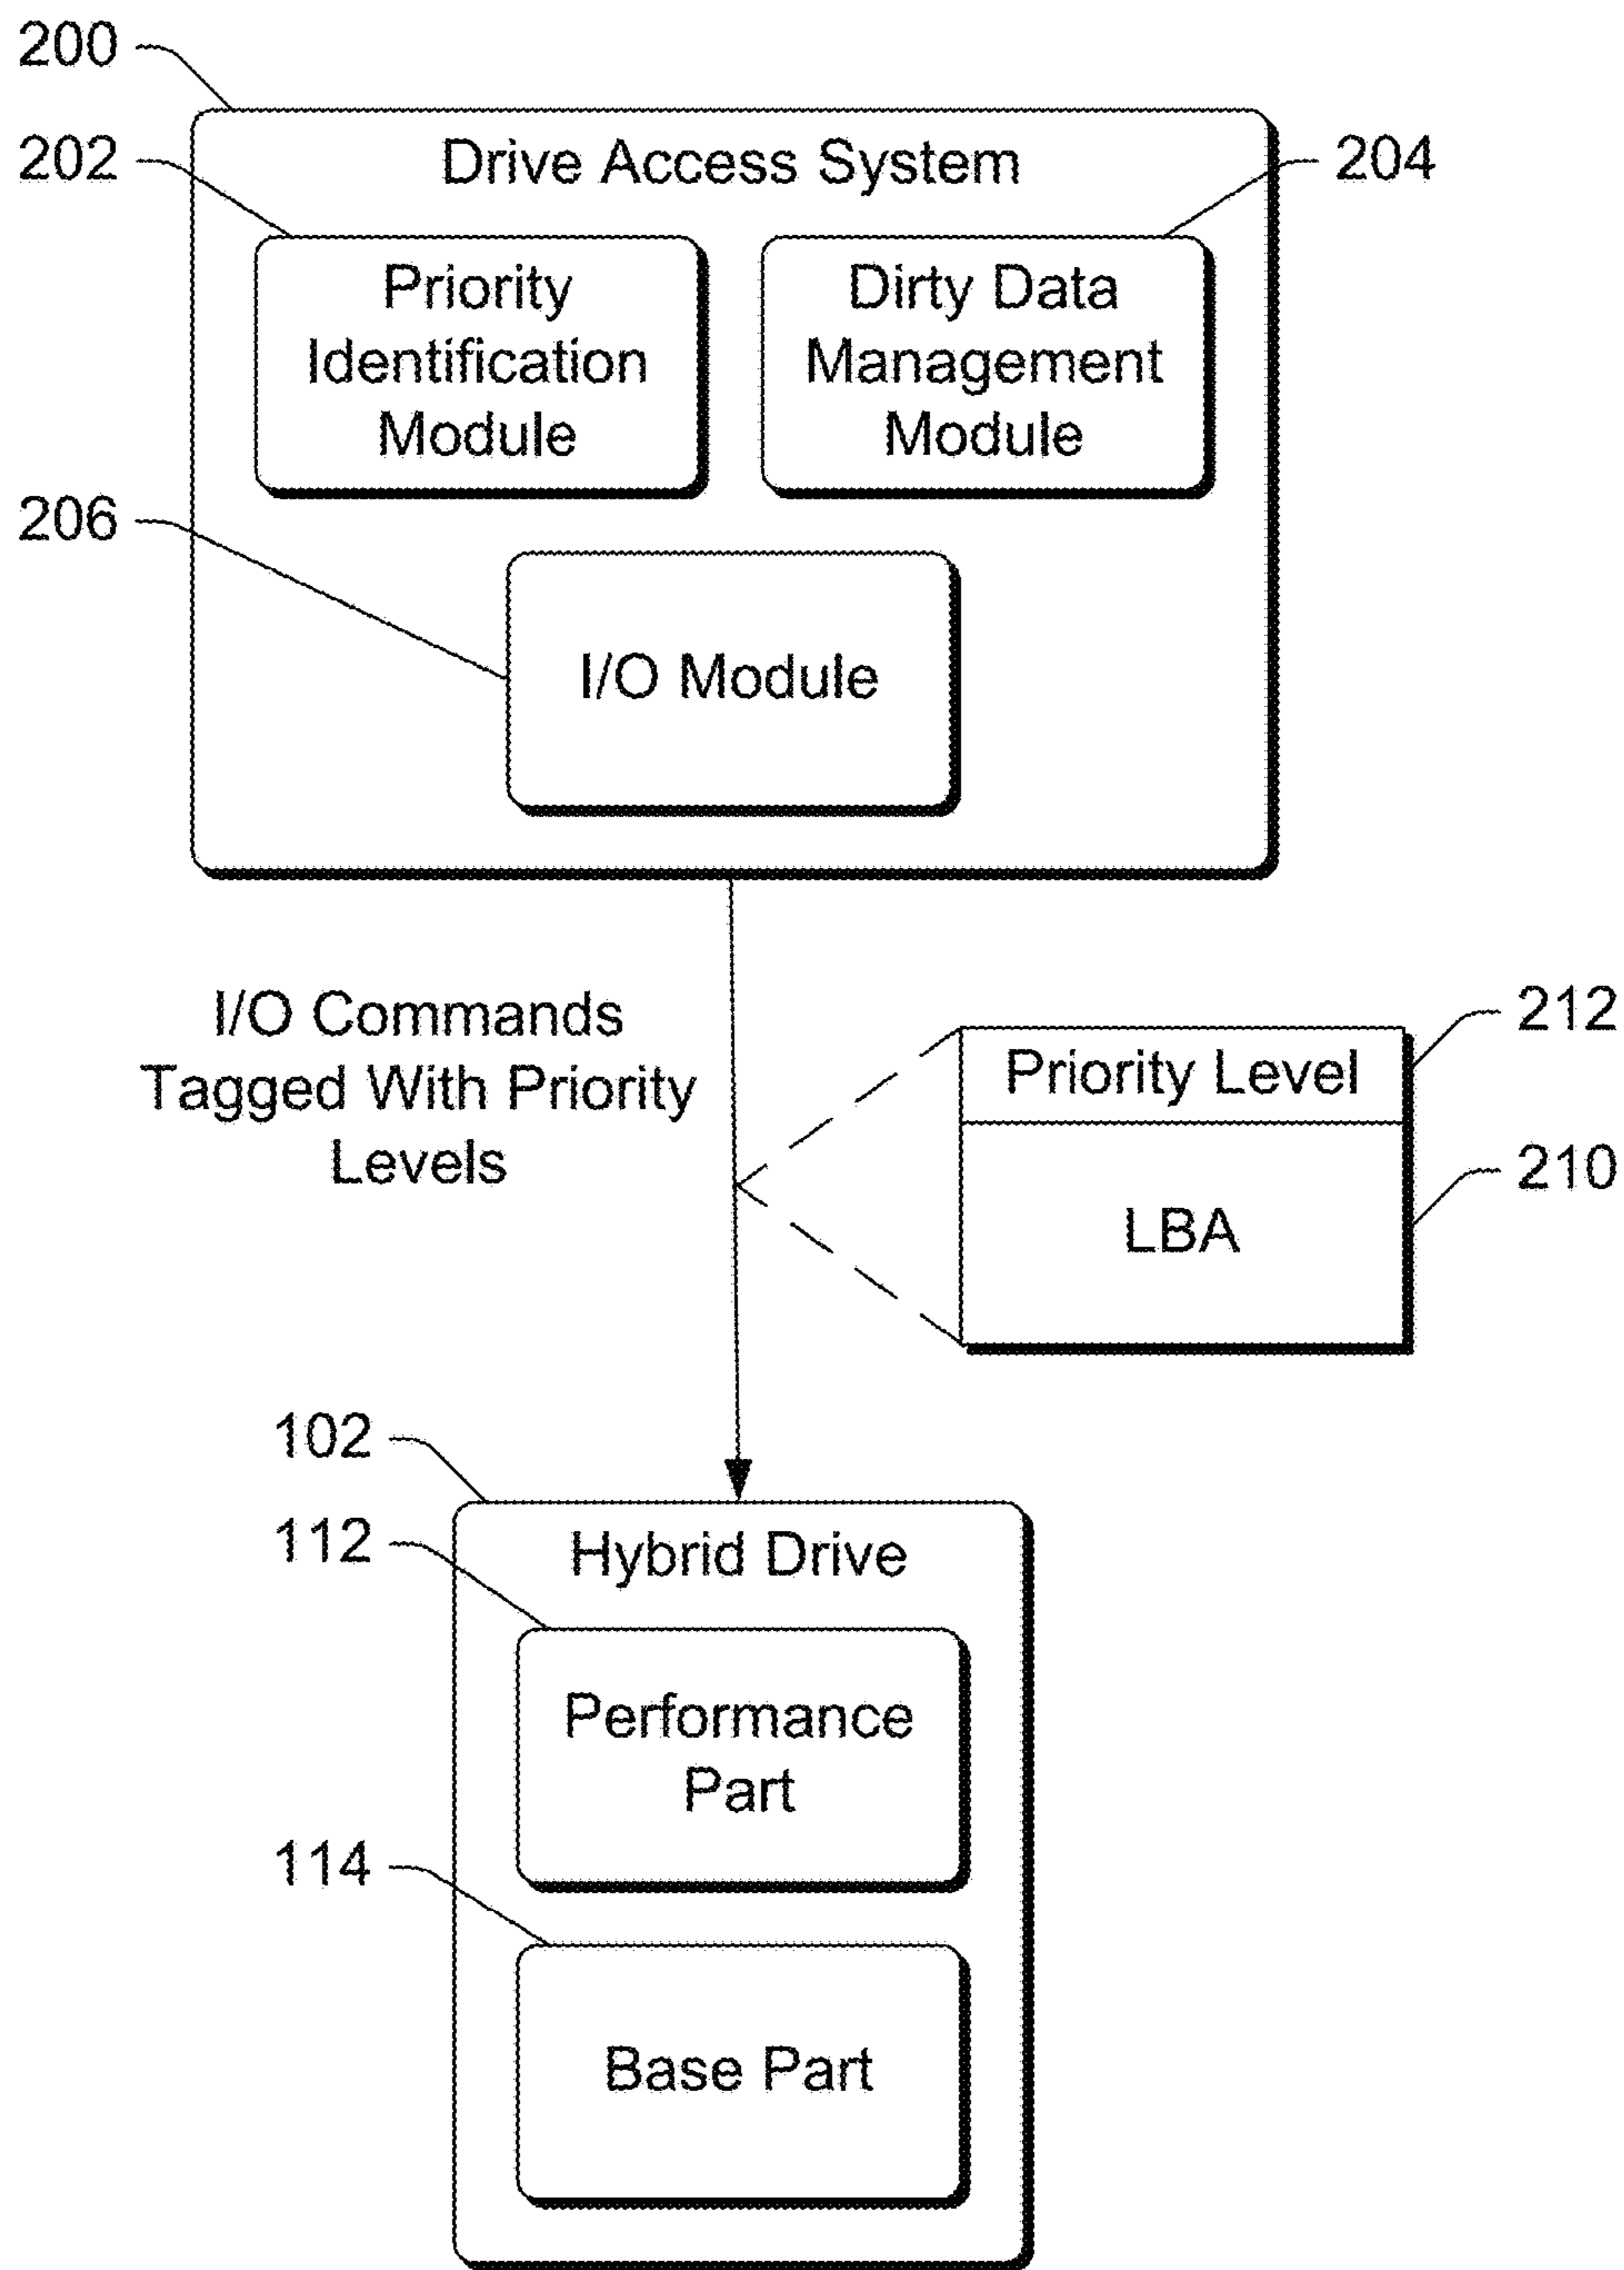 200
Drive Access System
202
204
Priority
Identification
Module
Dirty Data
Management
Module
206
I/O Module
I/O Commands
Tagged With Priority
Levels
212
Priority Level
210
LBA
102
Hybrid Drive
112
Performance
Part
114
Base Part